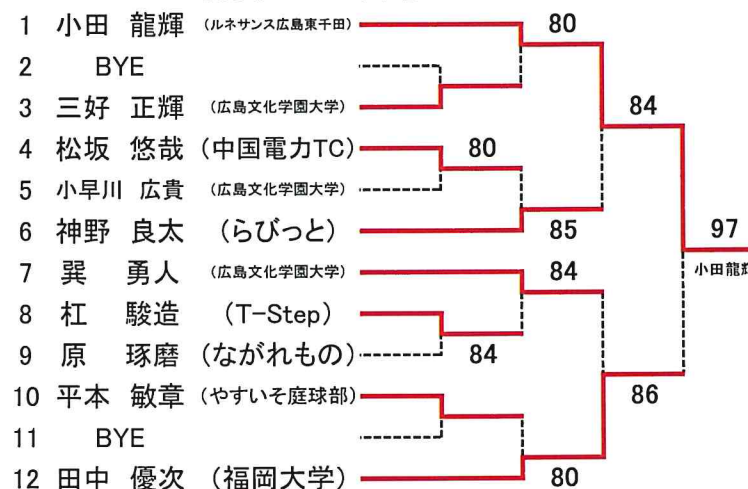 1 小田 龍輝 (ルネサンス広島東千田)
80
2 BYE
3 三好 正輝 (広島文化学園大学)
84
4 松坂 悠哉 (中国電力TC)
80
5 小早川 広貴 (広島文化学園大学)
6 神野 良太 (らびっと)
85
97
7 巽 勇人 (広島文化学園大学)
84
小田龍輝
8 杠 駿造 (T-Step)
9 原 琢磨 (ながれもの)
84
10 平本 敏章 (やすいそ庭球部)
86
11 BYE
12 田中 優次 (福岡大学)
80